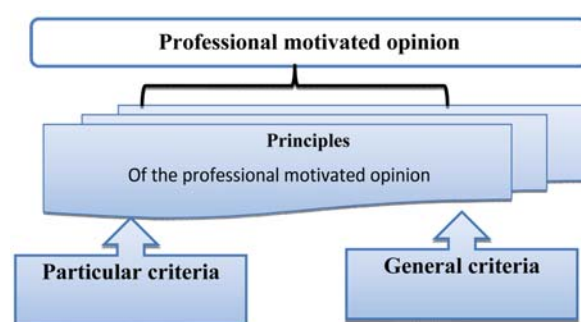 Professional motivated opinion
Principles
Of the professional motivated opinion
Particular criteria
General criteria